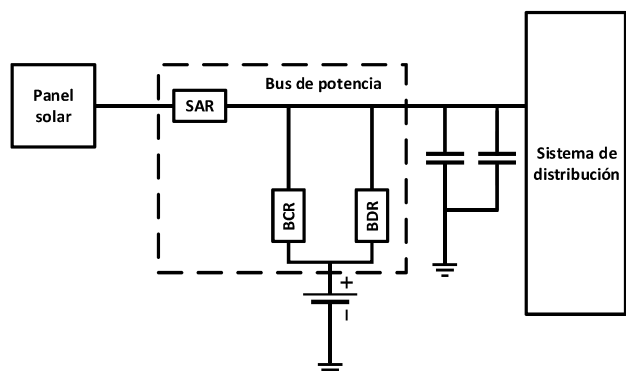 Bus de potencia
Panel
solar
SAR
Sistema de
distribución
BCR
BDR
+
−